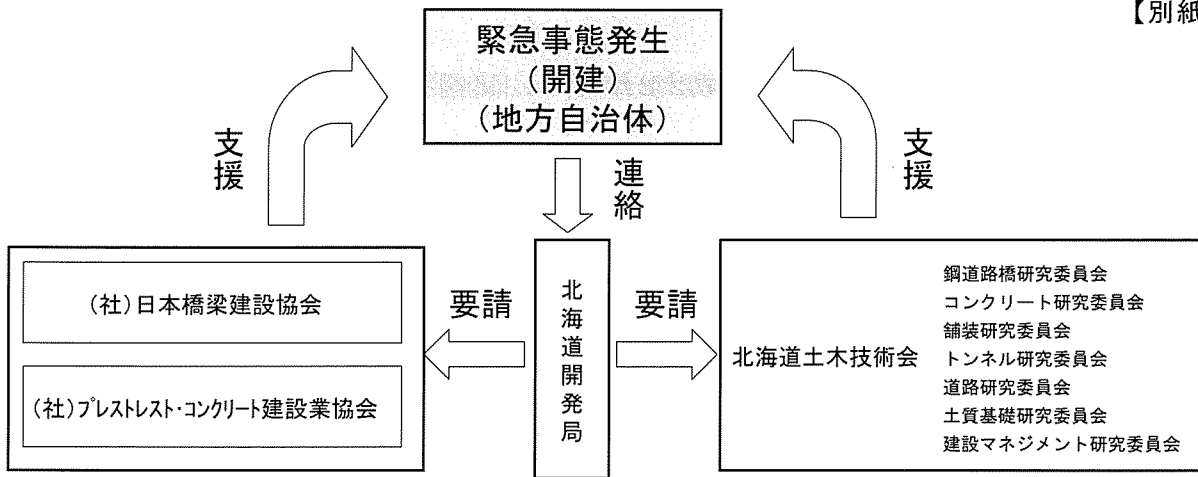 【別紙
緊急事態発生
(開建)
(地方自治体)
支援
連絡
支援
(社)日本橋梁建設協会
(社)プレストレスト・コンクリート建設業協会
要請
北海道開発局
要請
北海道土木技術会
鋼道路橋研究委員会
コンクリート研究委員会
舗装研究委員会
トンネル研究委員会
道路研究委員会
土質基礎研究委員会
建設マネジメント研究委員会